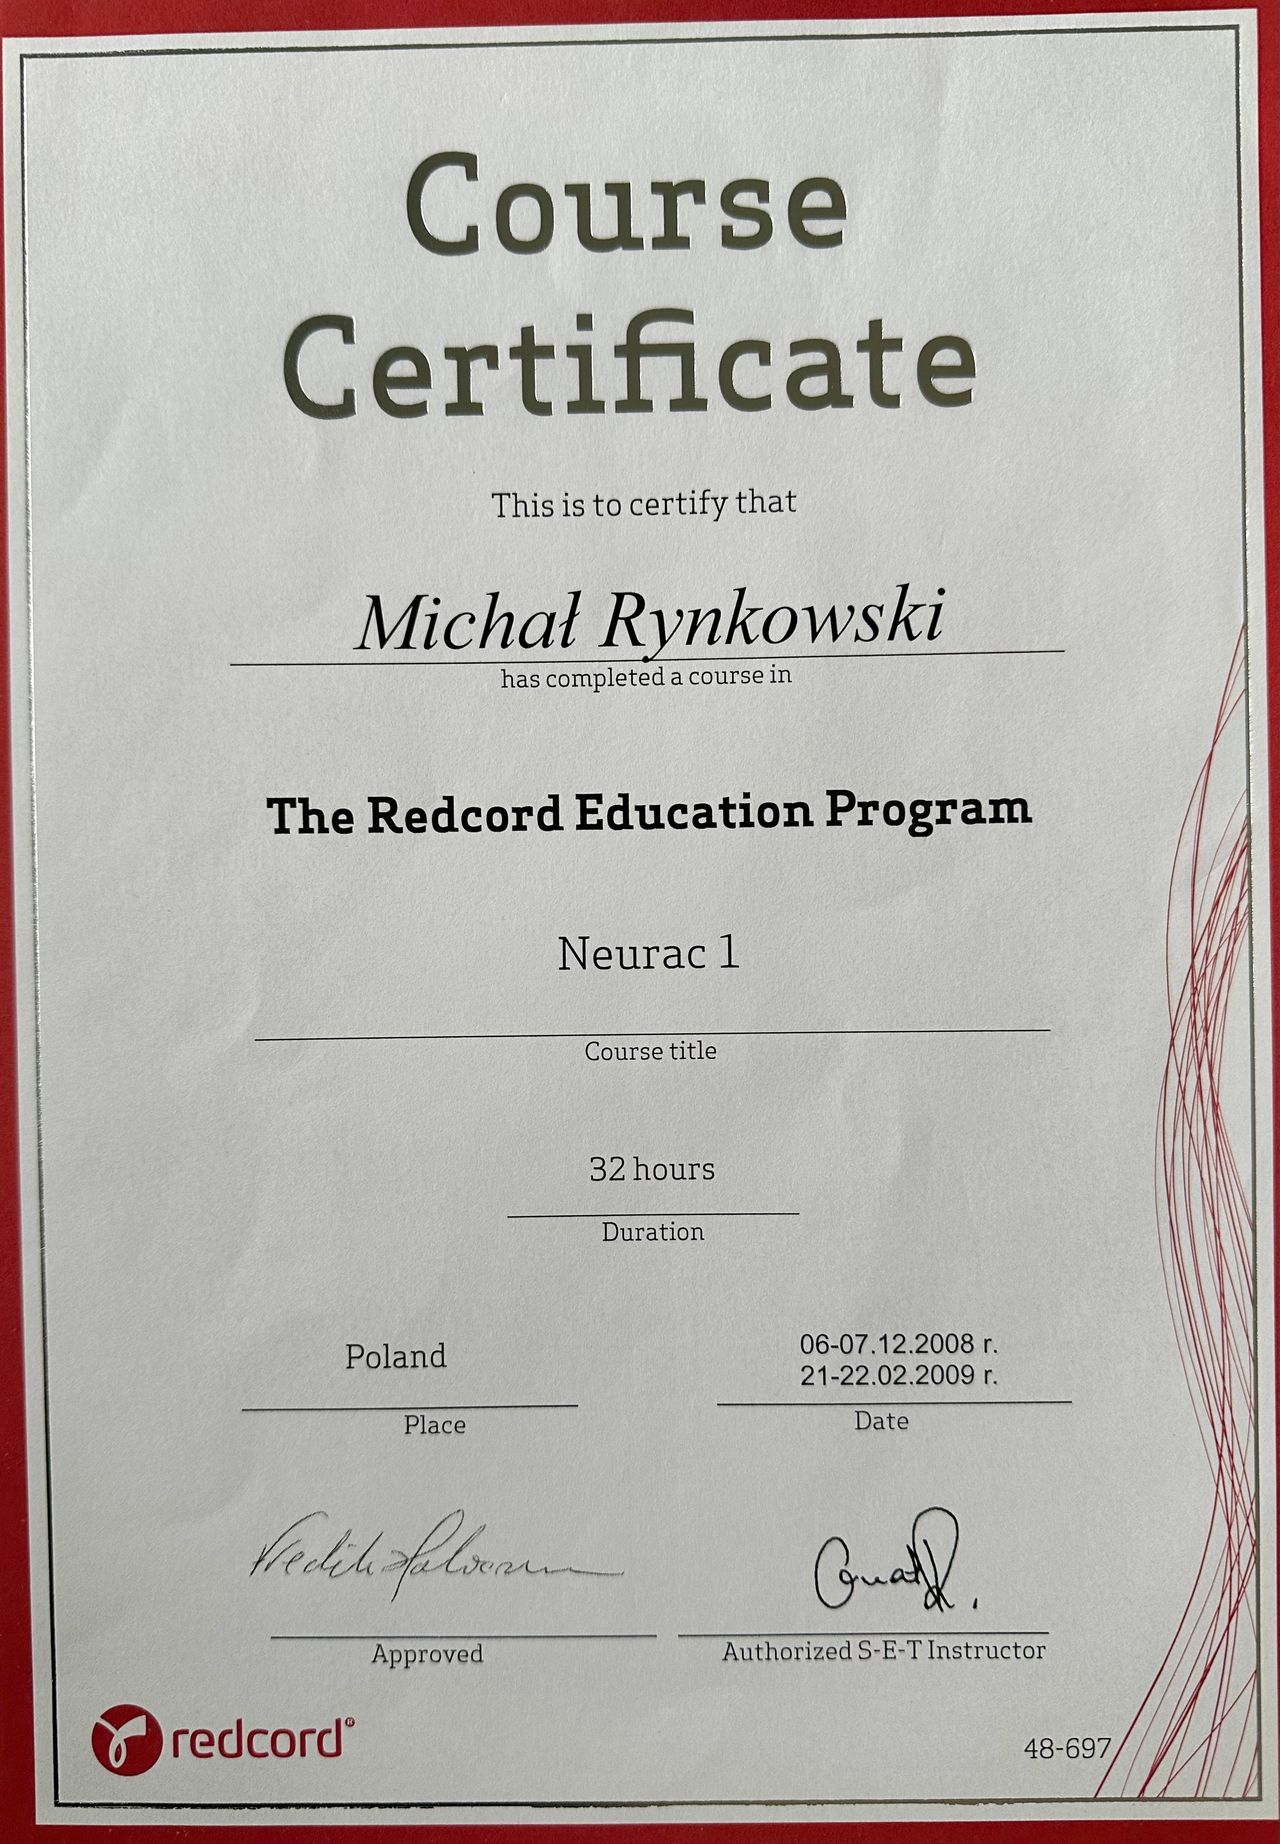 Course
Certificate
This is to certify that
Michał Rynkowski
has completed a course in
The Redcord Education Program
Neurac 1
Course title
32 hours
Duration
Poland
06-07.12.2008 r.
21-22.02.2009 r.
Place
Date
Approved
Authorized S-E-T Instructor
redcord®
48-697